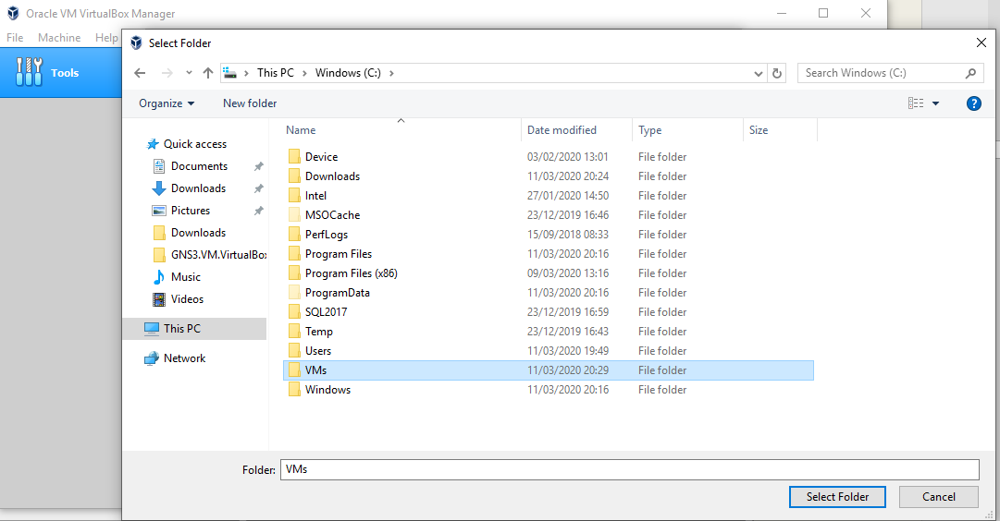 Oracle VM VirtualBox Manager
File Machine Help
Tools
Select Folder
This PC Windows (C:)
Search Windows (C:)
Organize New folder
Name Date modified Type Size
Quick access
Documents
Downloads
Pictures
Downloads
GNS3.VM.VirtualBox
Music
Videos
This PC
Network
Device 03/02/2020 13:01 File folder
Downloads 11/03/2020 20:24 File folder
Intel 27/01/2020 14:50 File folder
MSOCache 23/12/2019 16:46 File folder
PerfLogs 15/09/2018 08:33 File folder
Program Files 11/03/2020 20:16 File folder
Program Files (x86) 09/03/2020 13:16 File folder
ProgramData 11/03/2020 20:16 File folder
SQL2017 23/12/2019 16:59 File folder
Temp 23/12/2019 16:43 File folder
Users 11/03/2020 19:49 File folder
VMs 11/03/2020 20:29 File folder
Windows 11/03/2020 20:16 File folder
Folder: VMs
Select Folder Cancel